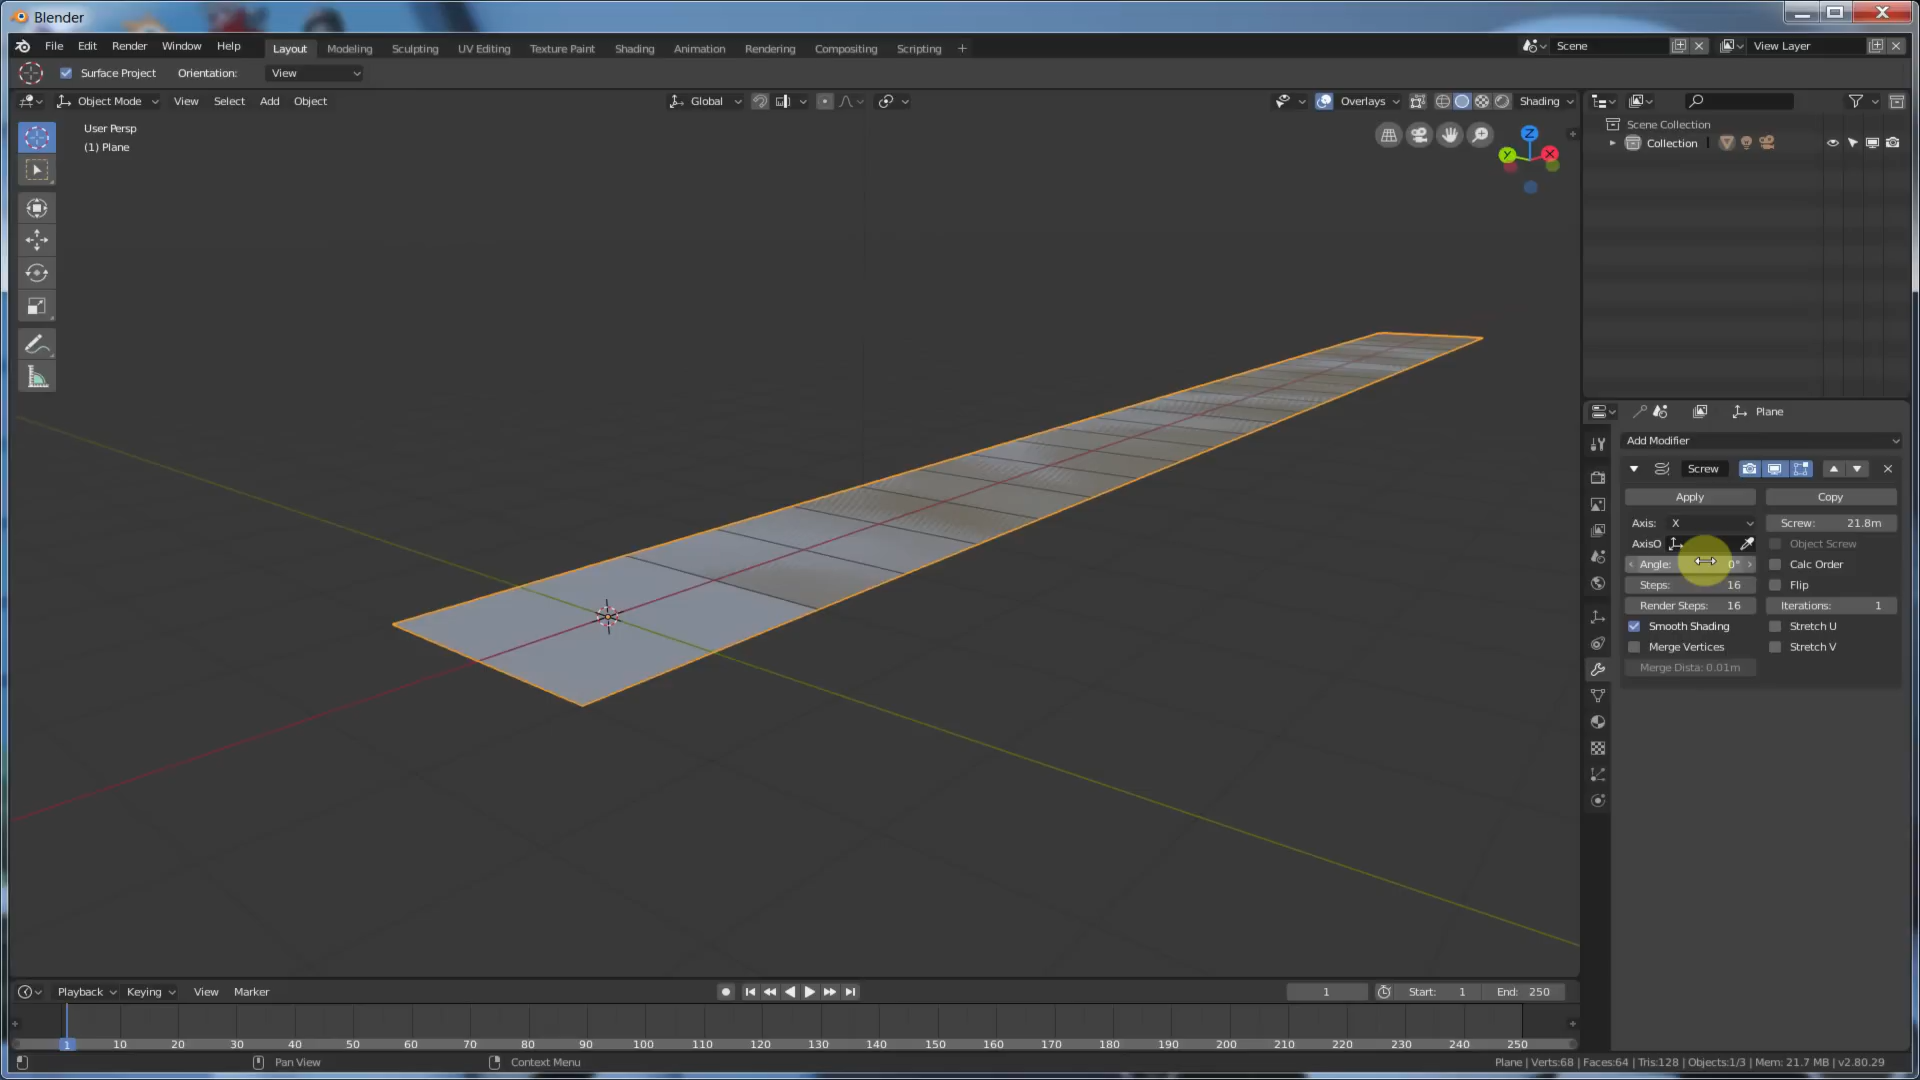 Blender
File Edit Render Window Help
Layout Modeling Sculpting UV Editing Texture Paint Shading Animation Rendering Compositing Scripting +
Scene
View Layer
Surface Project Orientation: View
Object Mode View Select Add Object
Global
Overlays
Shading
User Persp
(1) Plane
Z
Y
X
Scene Collection
Collection
Plane
Add Modifier
Screw
Apply
Copy
Axis: X
Screw: 21.8m
AxisO
Object Screw
Angle: 0°
Calc Order
Steps: 16
Flip
Render Steps: 16
Iterations: 1
Smooth Shading
Stretch U
Merge Vertices
Stretch V
Merge Dista: 0.01m
Playback Keying View Marker
1
Start: 1
End: 250
1 10 20 30 40 50 60 70 80 90 100 110 120 130 140 150 160 170 180 190 200 210 220 230 240 250
Pan View
Context Menu
Plane | Verts:68 | Faces:64 | Tris:128 | Objects:1/3 | Mem: 21.7 MB | v2.80.29